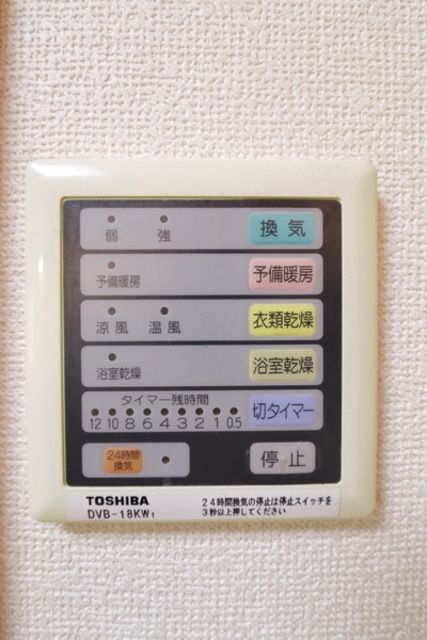 弱 強 換気
予備暖房 予備暖房
涼風 温風 衣類乾燥
浴室乾燥 浴室乾燥
タイマー残時間
12 10 8 6 4 3 2 1 0.5 切タイマー
24時間
換気
停止
TOSHIBA
DVB-18KW1
24時間換気の停止は停止スイッチを
3秒以上押してください